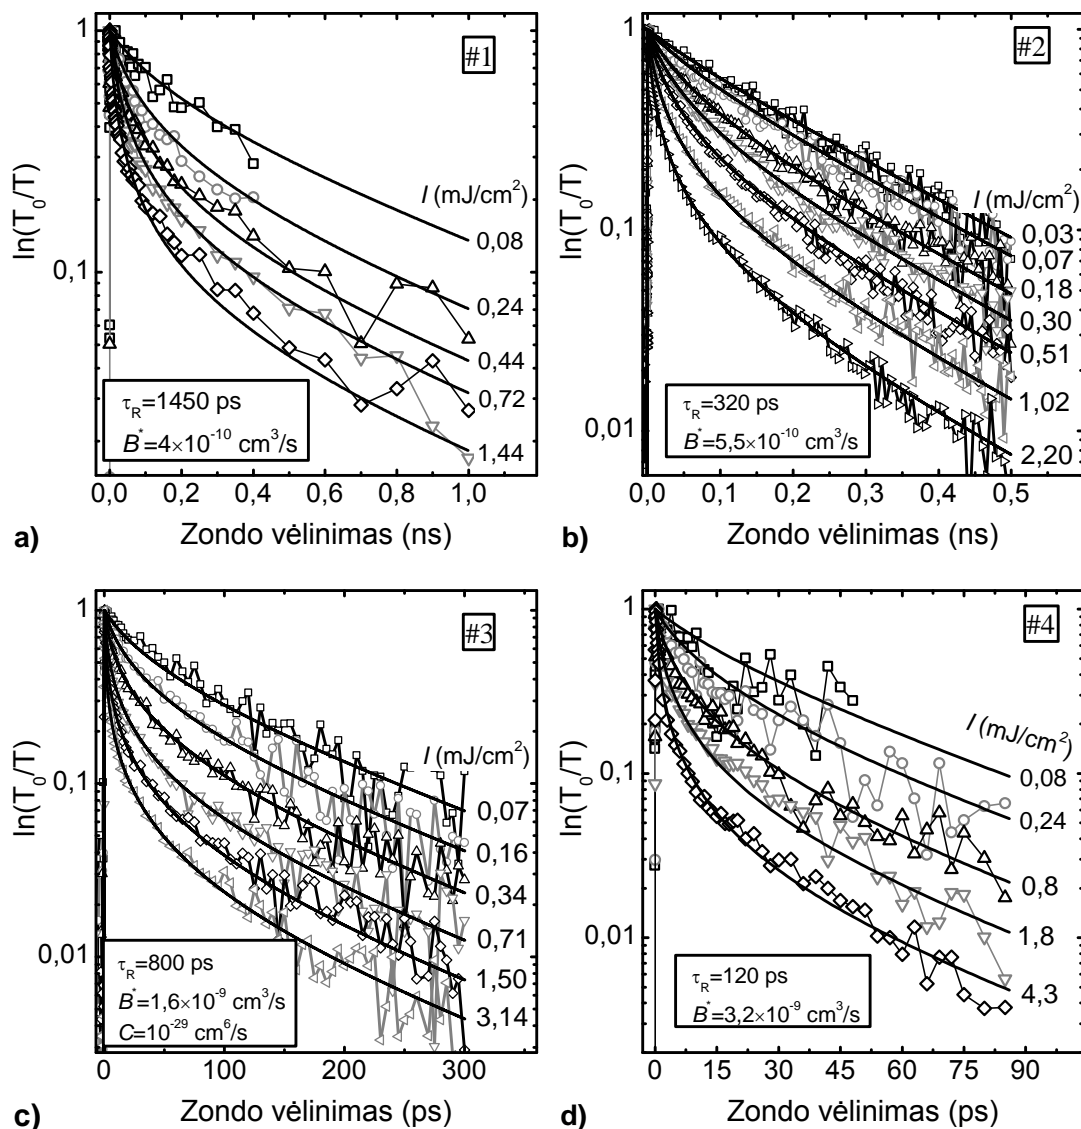 #1
ln(T₀/T)
1
0,1
I (mJ/cm²)
0,08
0,24
0,44
0,72
1,44
τR=1450 ps
B*=4×10⁻¹⁰ cm³/s
0,0 0,2 0,4 0,6 0,8 1,0
a) Zondo vėlinimas (ns)
#2
ln(T₀/T)
1
0,1
0,01
I (mJ/cm²)
0,03
0,07
0,18
0,30
0,51
1,02
2,20
τR=320 ps
B*=5,5×10⁻¹⁰ cm³/s
0,0 0,1 0,2 0,3 0,4 0,5
b) Zondo vėlinimas (ns)
#3
ln(T₀/T)
1
0,1
0,01
I (mJ/cm²)
0,07
0,16
0,34
0,71
1,50
3,14
τR=800 ps
B*=1,6×10⁻⁹ cm³/s
C=10⁻²⁹ cm⁶/s
0 100 200 300
c) Zondo vėlinimas (ps)
#4
ln(T₀/T)
1
0,1
0,01
I (mJ/cm²)
0,08
0,24
0,8
1,8
4,3
τR=120 ps
B*=3,2×10⁻⁹ cm³/s
0 15 30 45 60 75 90
d) Zondo vėlinimas (ps)